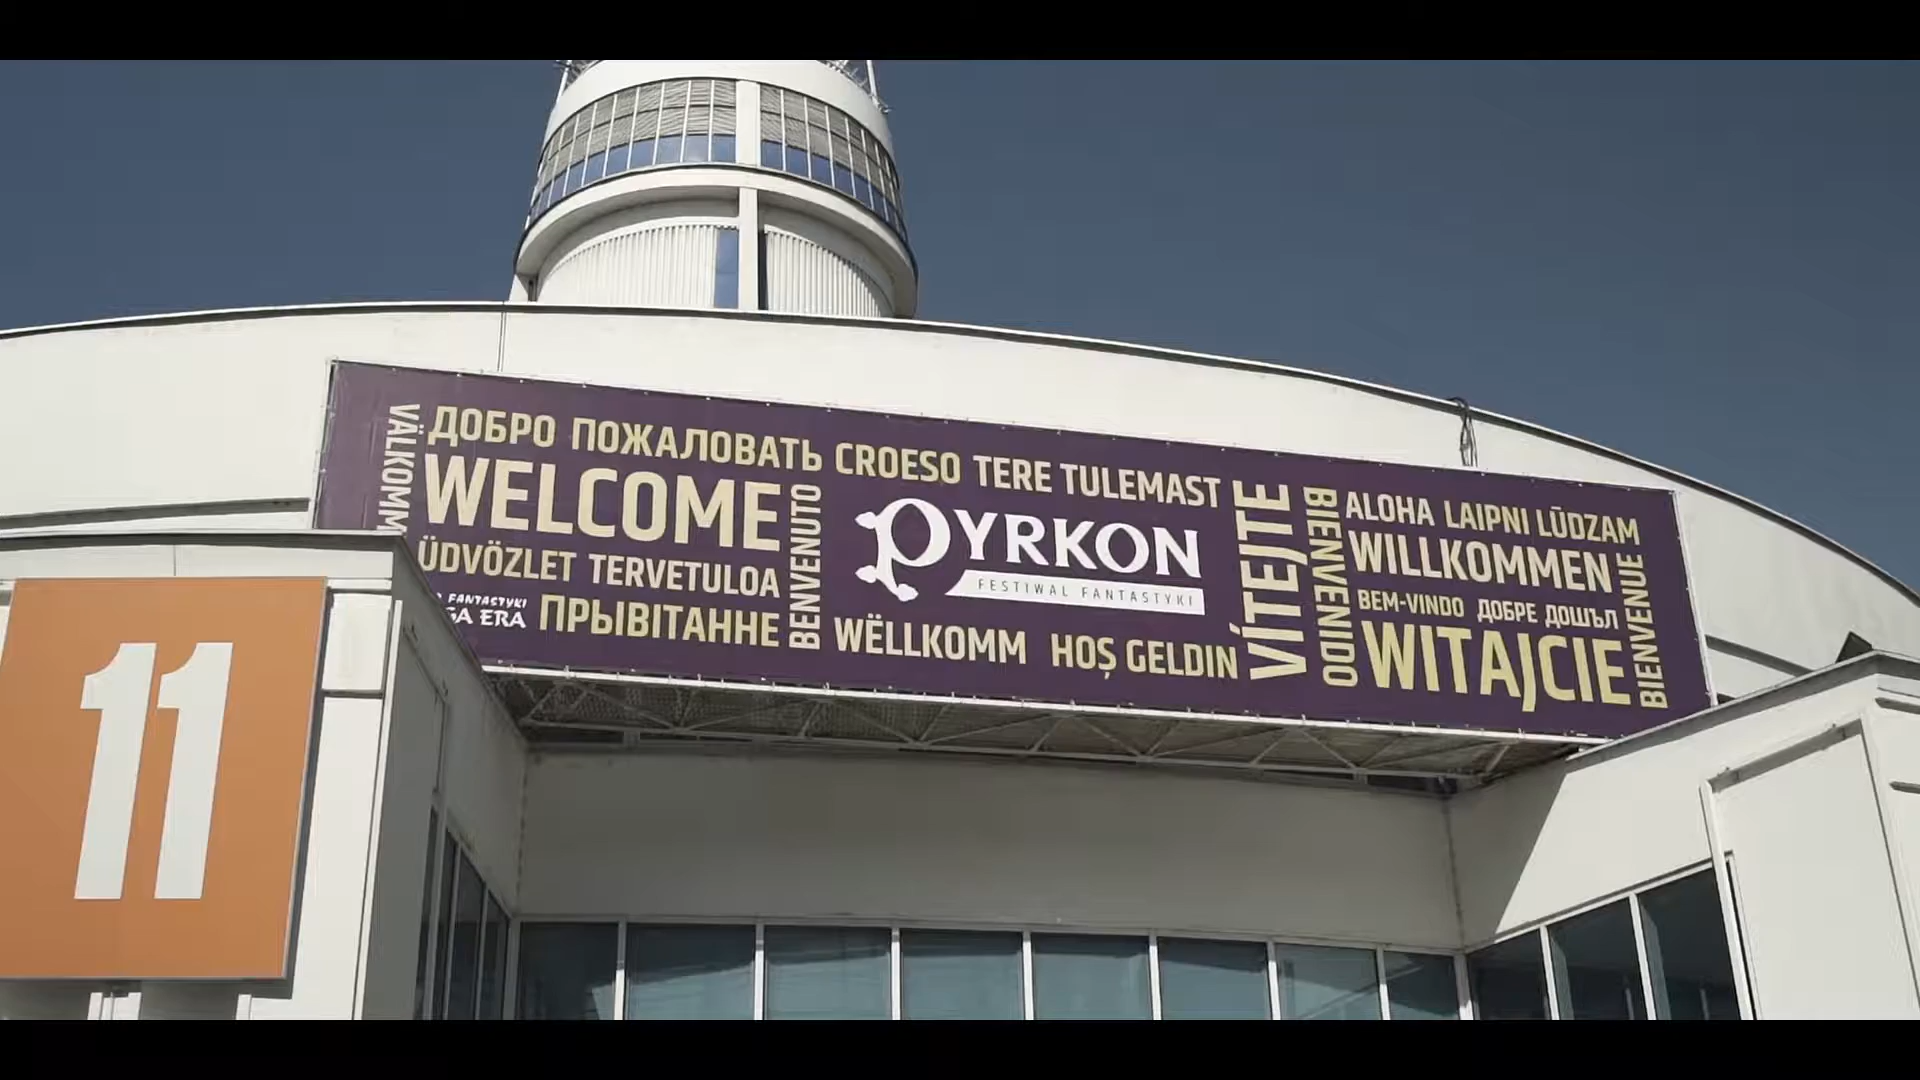 VÄLKOMM
ДОБРО ПОЖАЛОВАТЬ
CROESO
TERE TULEMAST
WELCOME
BENVENUTO
ÜDVÖZLET
TERVETULOA
FANTASTYKI
ERA
ПРЫВІТАННЕ
PYRKON
FESTIWAL FANTASTYKI
WËLLKOMM
HOŞ GELDIN
VÍTEJTE
BIENVENIDO
ALOHA
LAIPNI LŪDZAM
WILLKOMMEN
BEM-VINDO
ДОБРЕ ДОШЪЛ
WITAJCIE
BIENVENUE
11